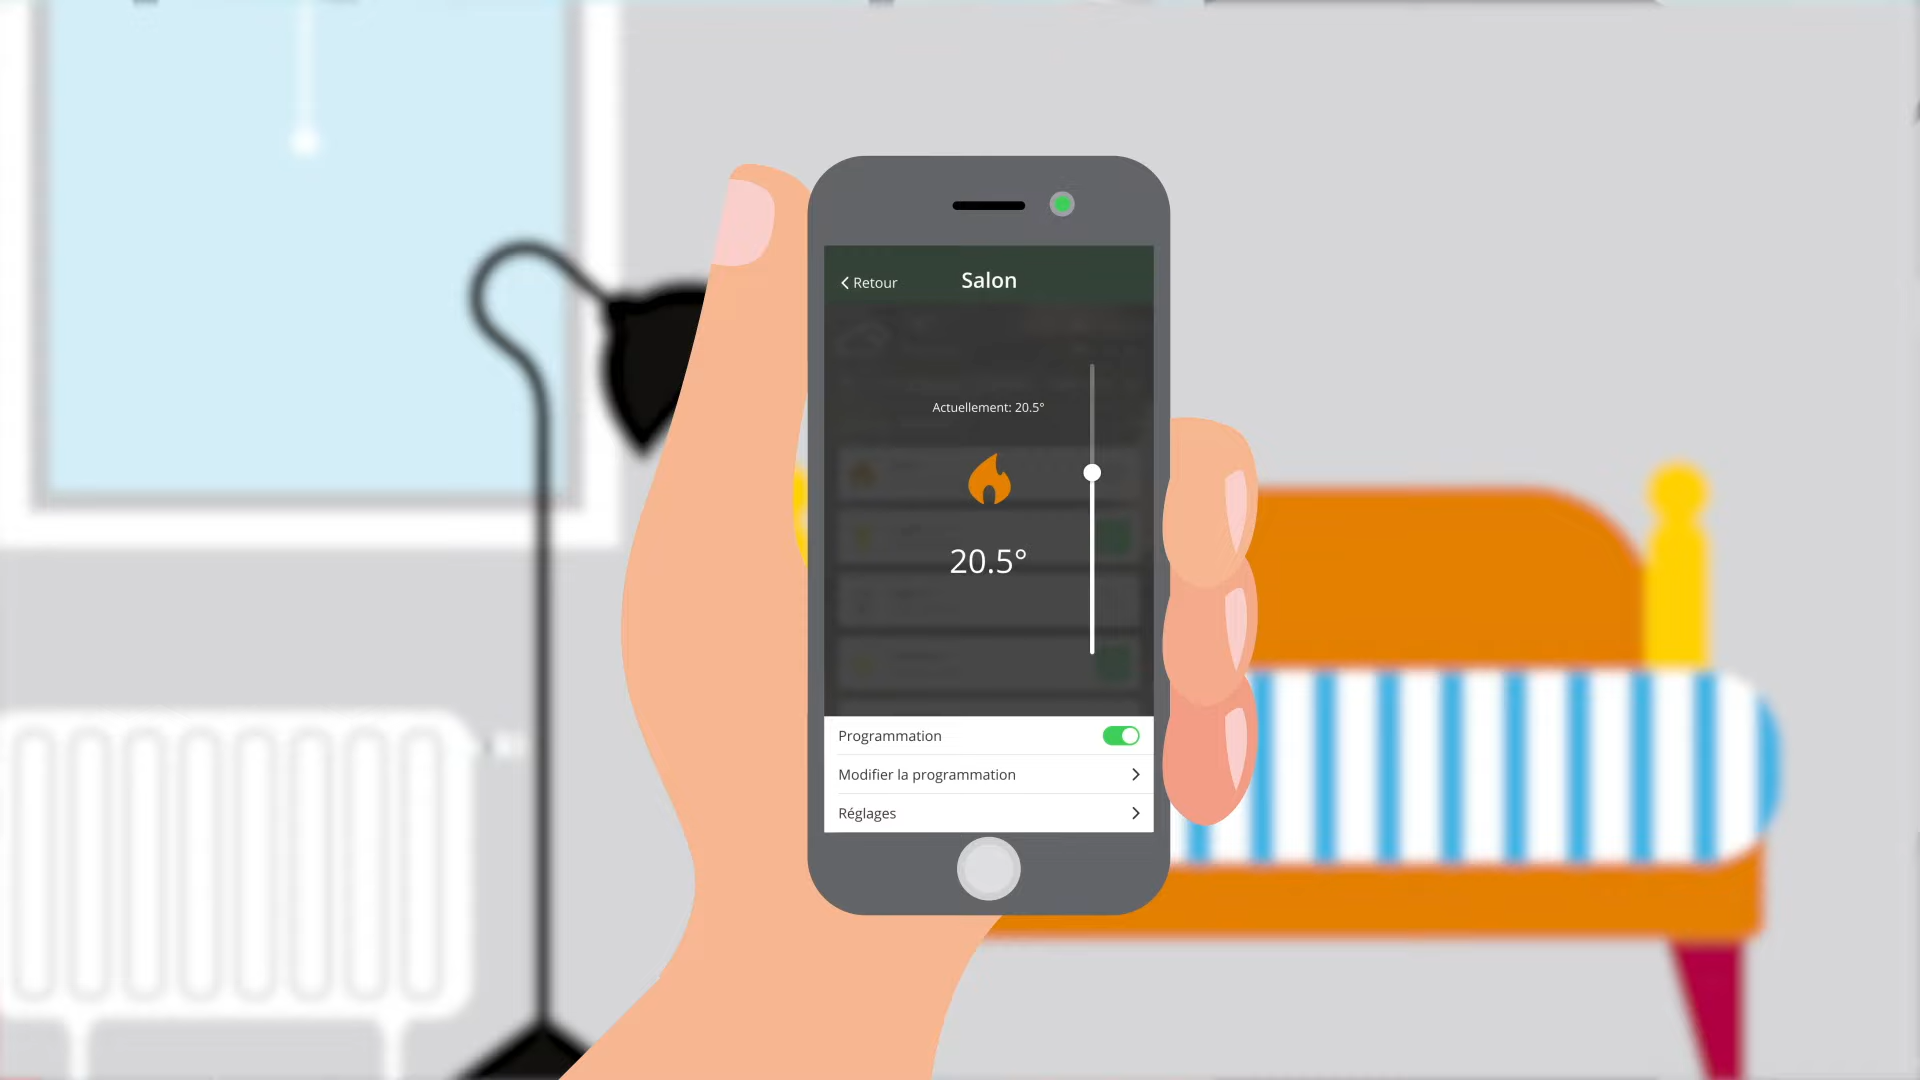 Retour
Salon
Actuellement: 20.5°
20.5°
Programmation
Modifier la programmation
Réglages